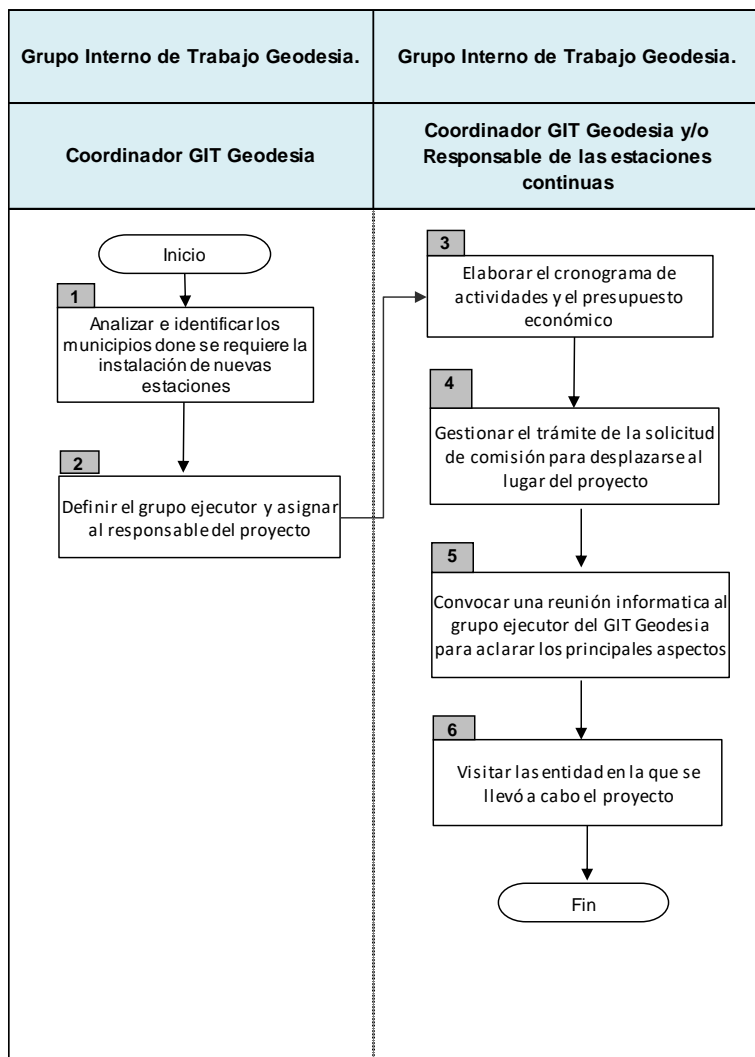 Grupo Interno de Trabajo Geodesia.
Grupo Interno de Trabajo Geodesia.
Coordinador GIT Geodesia
Coordinador GIT Geodesia y/o
Responsable de las estaciones
continuas
Inicio
1
Analizar e identificar los
municipios done se requiere la
instalación de nuevas
estaciones
2
Definir el grupo ejecutor y asignar
al responsable del proyecto
3
Elaborar el cronograma de
actividades y el presupuesto
económico
4
Gestionar el trámite de la solicitud
de comisión para desplazarse al
lugar del proyecto
5
Convocar una reunión informatica al
grupo ejecutor del GIT Geodesia
para aclarar los principales aspectos
6
Visitar las entidad en la que se
llevó a cabo el proyecto
Fin